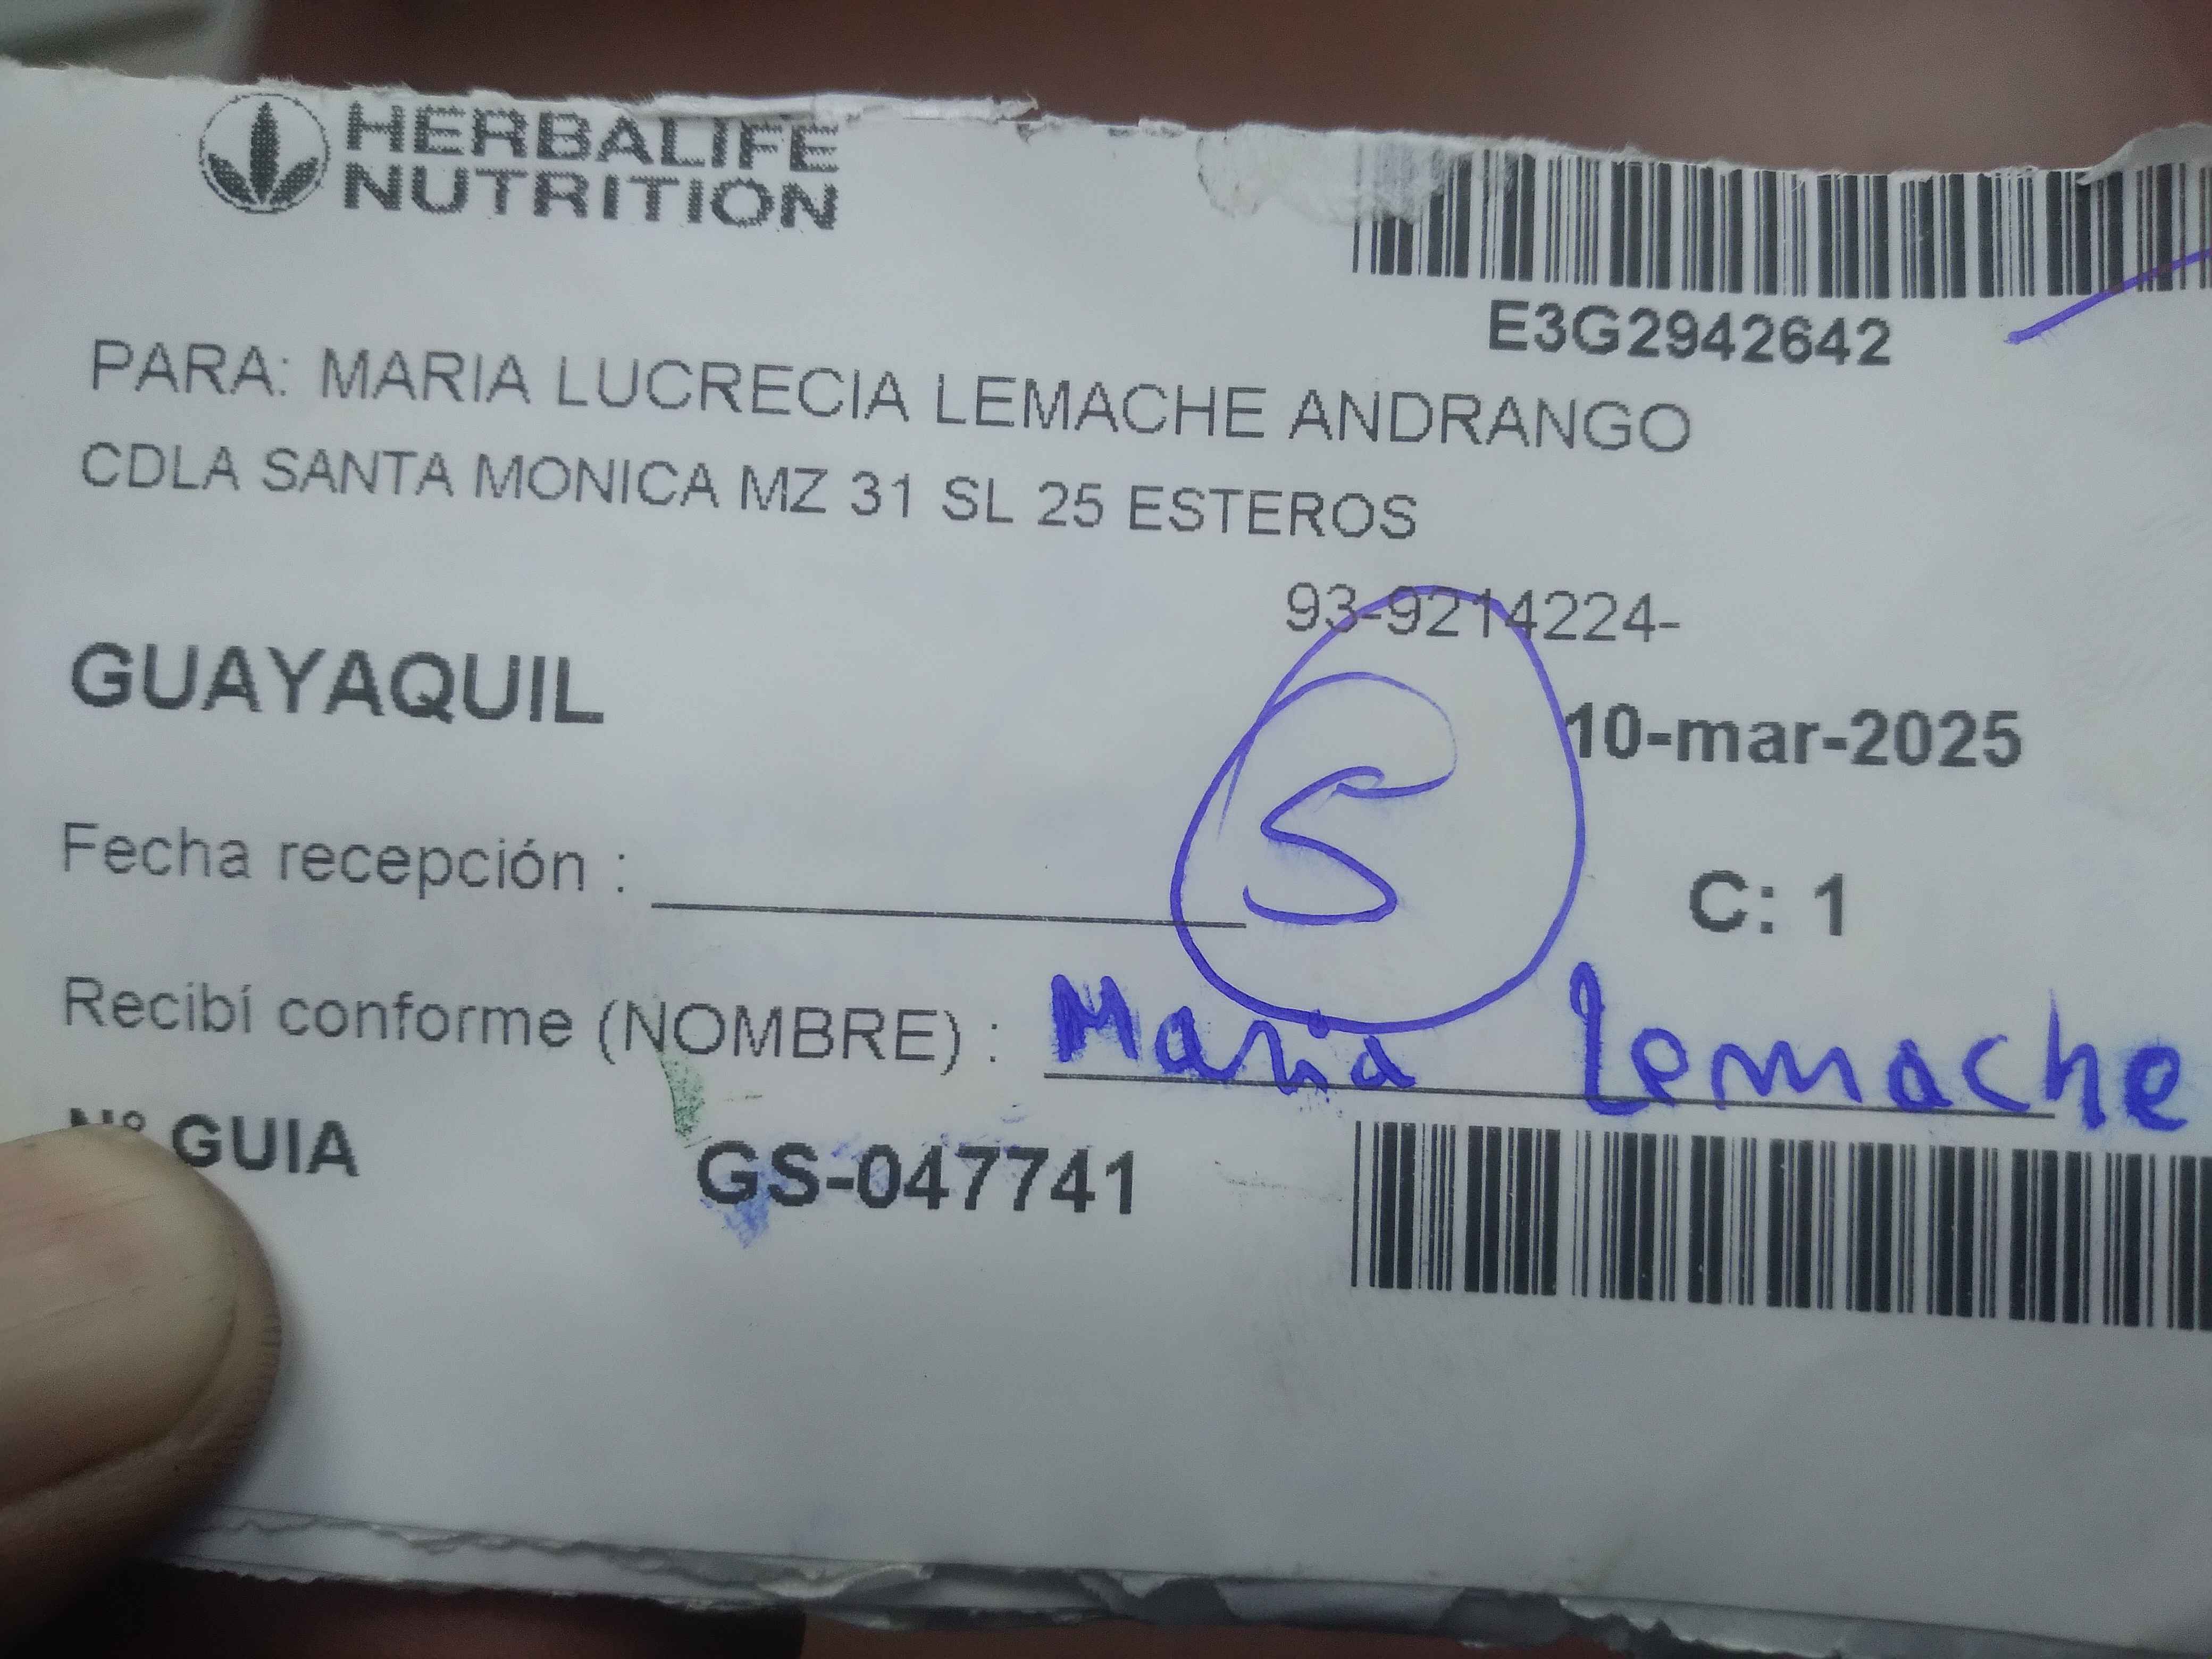 HERBALIFE
NUTRITION
E3G2942642
PARA: MARIA LUCRECIA LEMACHE ANDRANGO
CDLA SANTA MONICA MZ 31 SL 25 ESTEROS
93-9214224-
GUAYAQUIL
10-mar-2025
S
Fecha recepción :
C: 1
Recibí conforme (NOMBRE) : Maria Lemache
Nº GUIA GS-047741